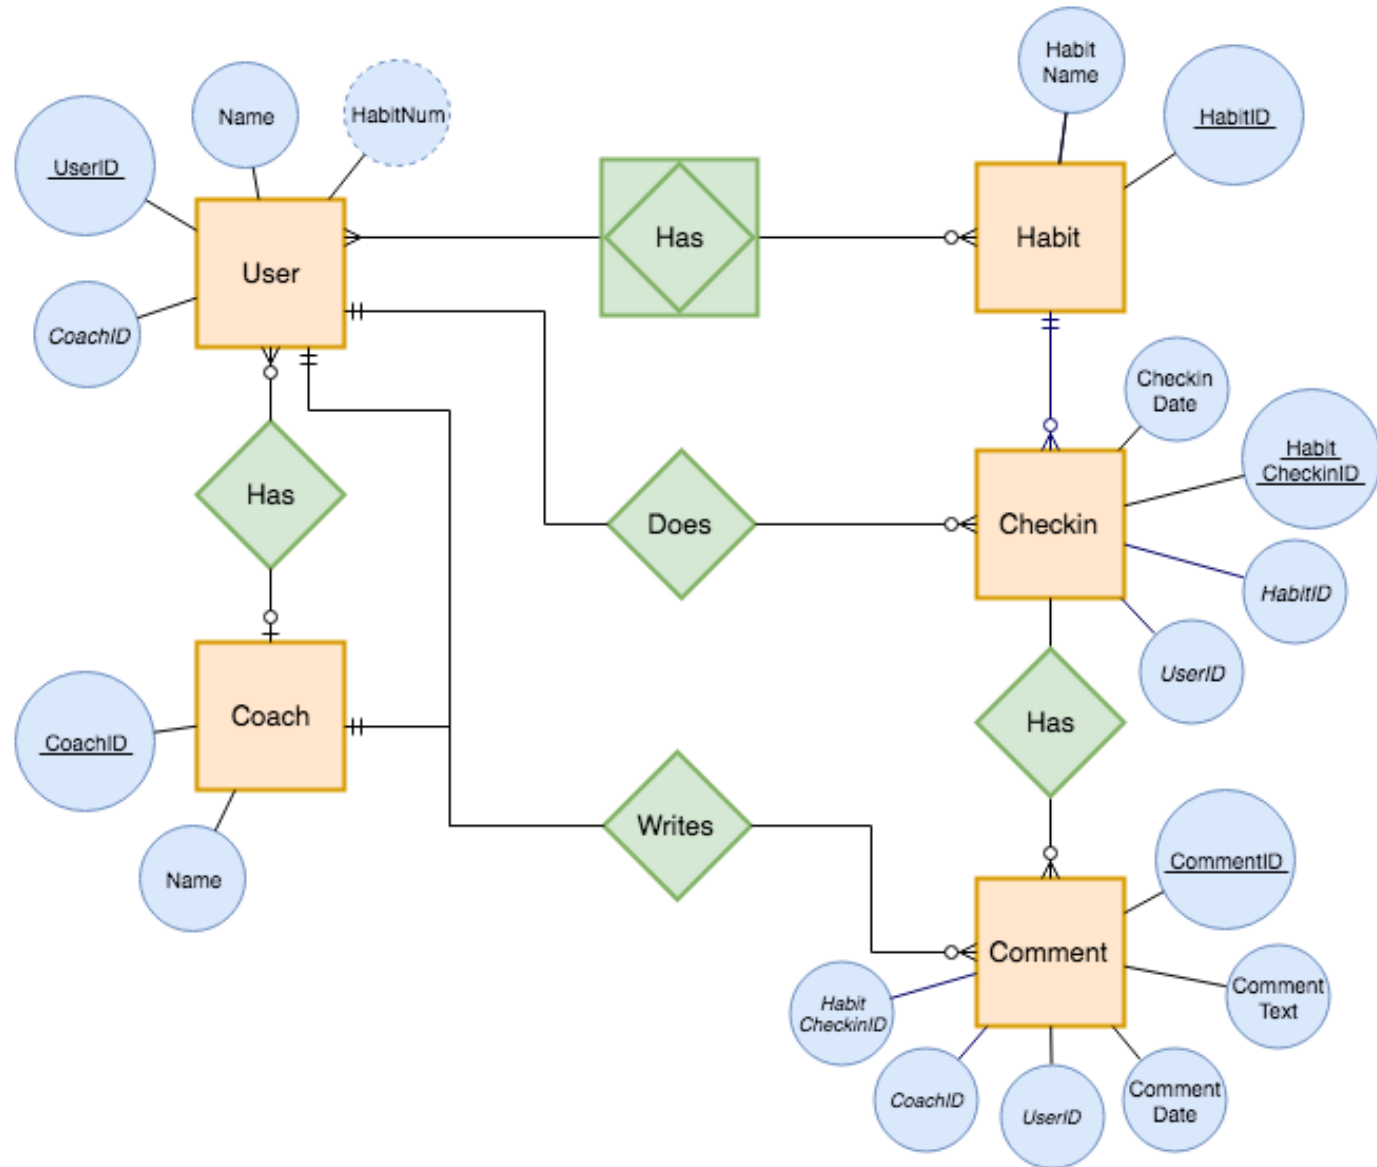 Habit
Name
Name
HabitNum
HabitID
UserID
Has
Habit
User
CoachID
Checkin
Date
Habit
CheckinID
Has
Does
Checkin
HabitID
UserID
Coach
Has
CoachID
Writes
CommentID
Name
Comment
Comment
Text
Habit
CheckinID
CoachID
UserID
Comment
Date